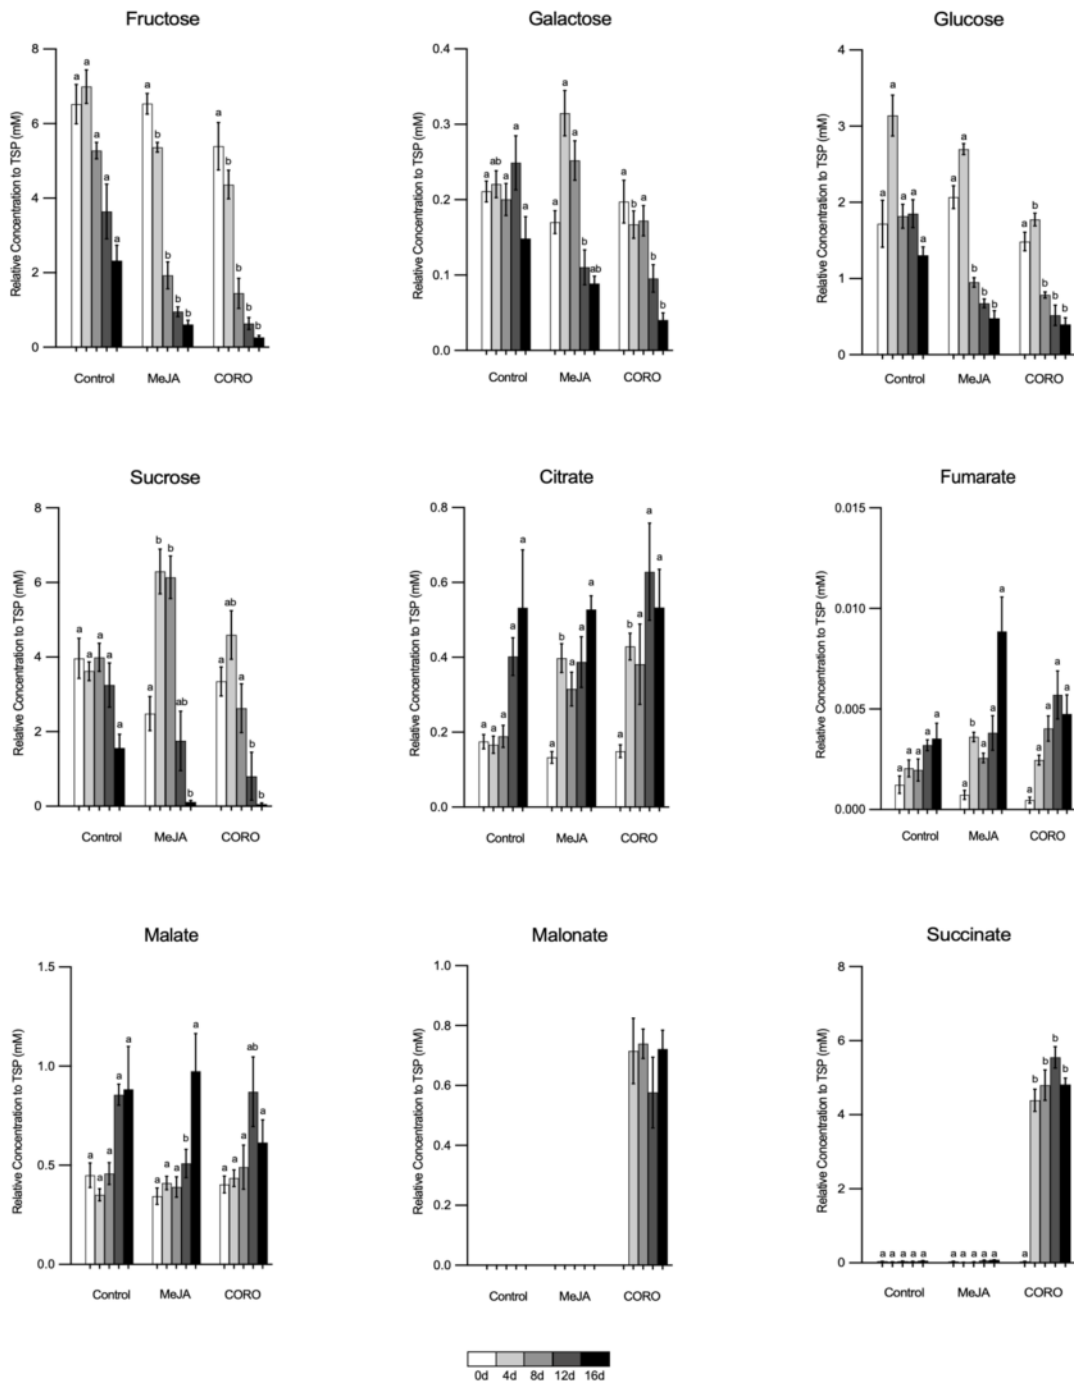 Fructose
Relative Concentration to TSP (mM)
8
6
4
2
0
a a a a a
a b b b b
a b b b b
Control MeJA CORO
Galactose
Relative Concentration to TSP (mM)
0.4
0.3
0.2
0.1
0.0
a ab a a a
a a a b ab
a b a b b
Control MeJA CORO
Glucose
Relative Concentration to TSP (mM)
4
3
2
1
0
a a a a a
a a b b b
a b b b b
Control MeJA CORO
Sucrose
Relative Concentration to TSP (mM)
8
6
4
2
0
a a a a a
a b b ab b
a ab a b b
Control MeJA CORO
Citrate
Relative Concentration to TSP (mM)
0.8
0.6
0.4
0.2
0.0
a a a a a
a b a a a
a b a a a
Control MeJA CORO
Fumarate
Relative Concentration to TSP (mM)
0.015
0.010
0.005
0.000
a a a a a
a b a a a
a a a a a
Control MeJA CORO
Malate
Relative Concentration to TSP (mM)
1.5
1.0
0.5
0.0
a a a a a
a a a b a
a a a ab a
Control MeJA CORO
Malonate
Relative Concentration to TSP (mM)
1.0
0.8
0.6
0.4
0.2
0.0
Control MeJA CORO
Succinate
Relative Concentration to TSP (mM)
8
6
4
2
0
a a a a a
a a a a a
a b b b b
Control MeJA CORO
0d 4d 8d 12d 16d